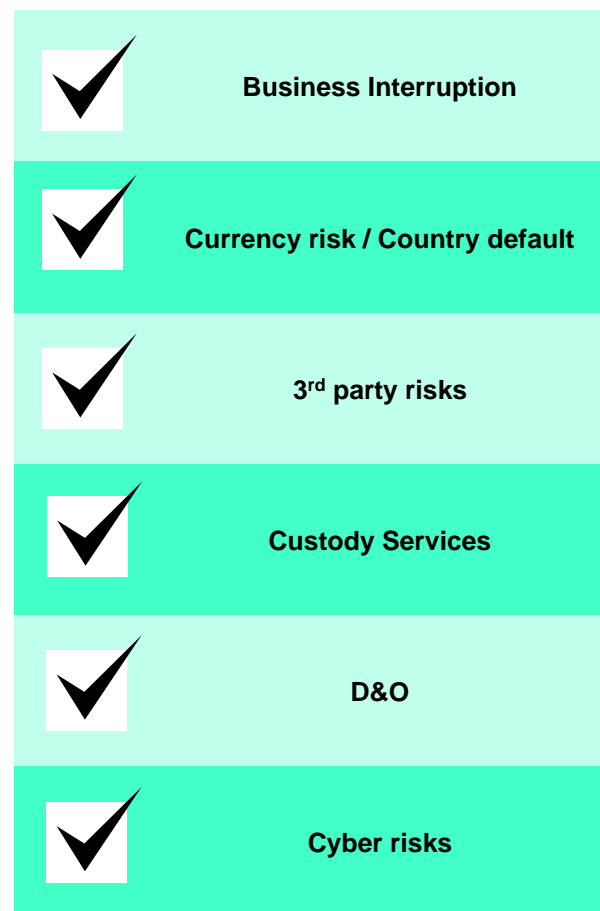 Business Interruption
Currency risk / Country default
3rd party risks
Custody Services
D&O
Cyber risks